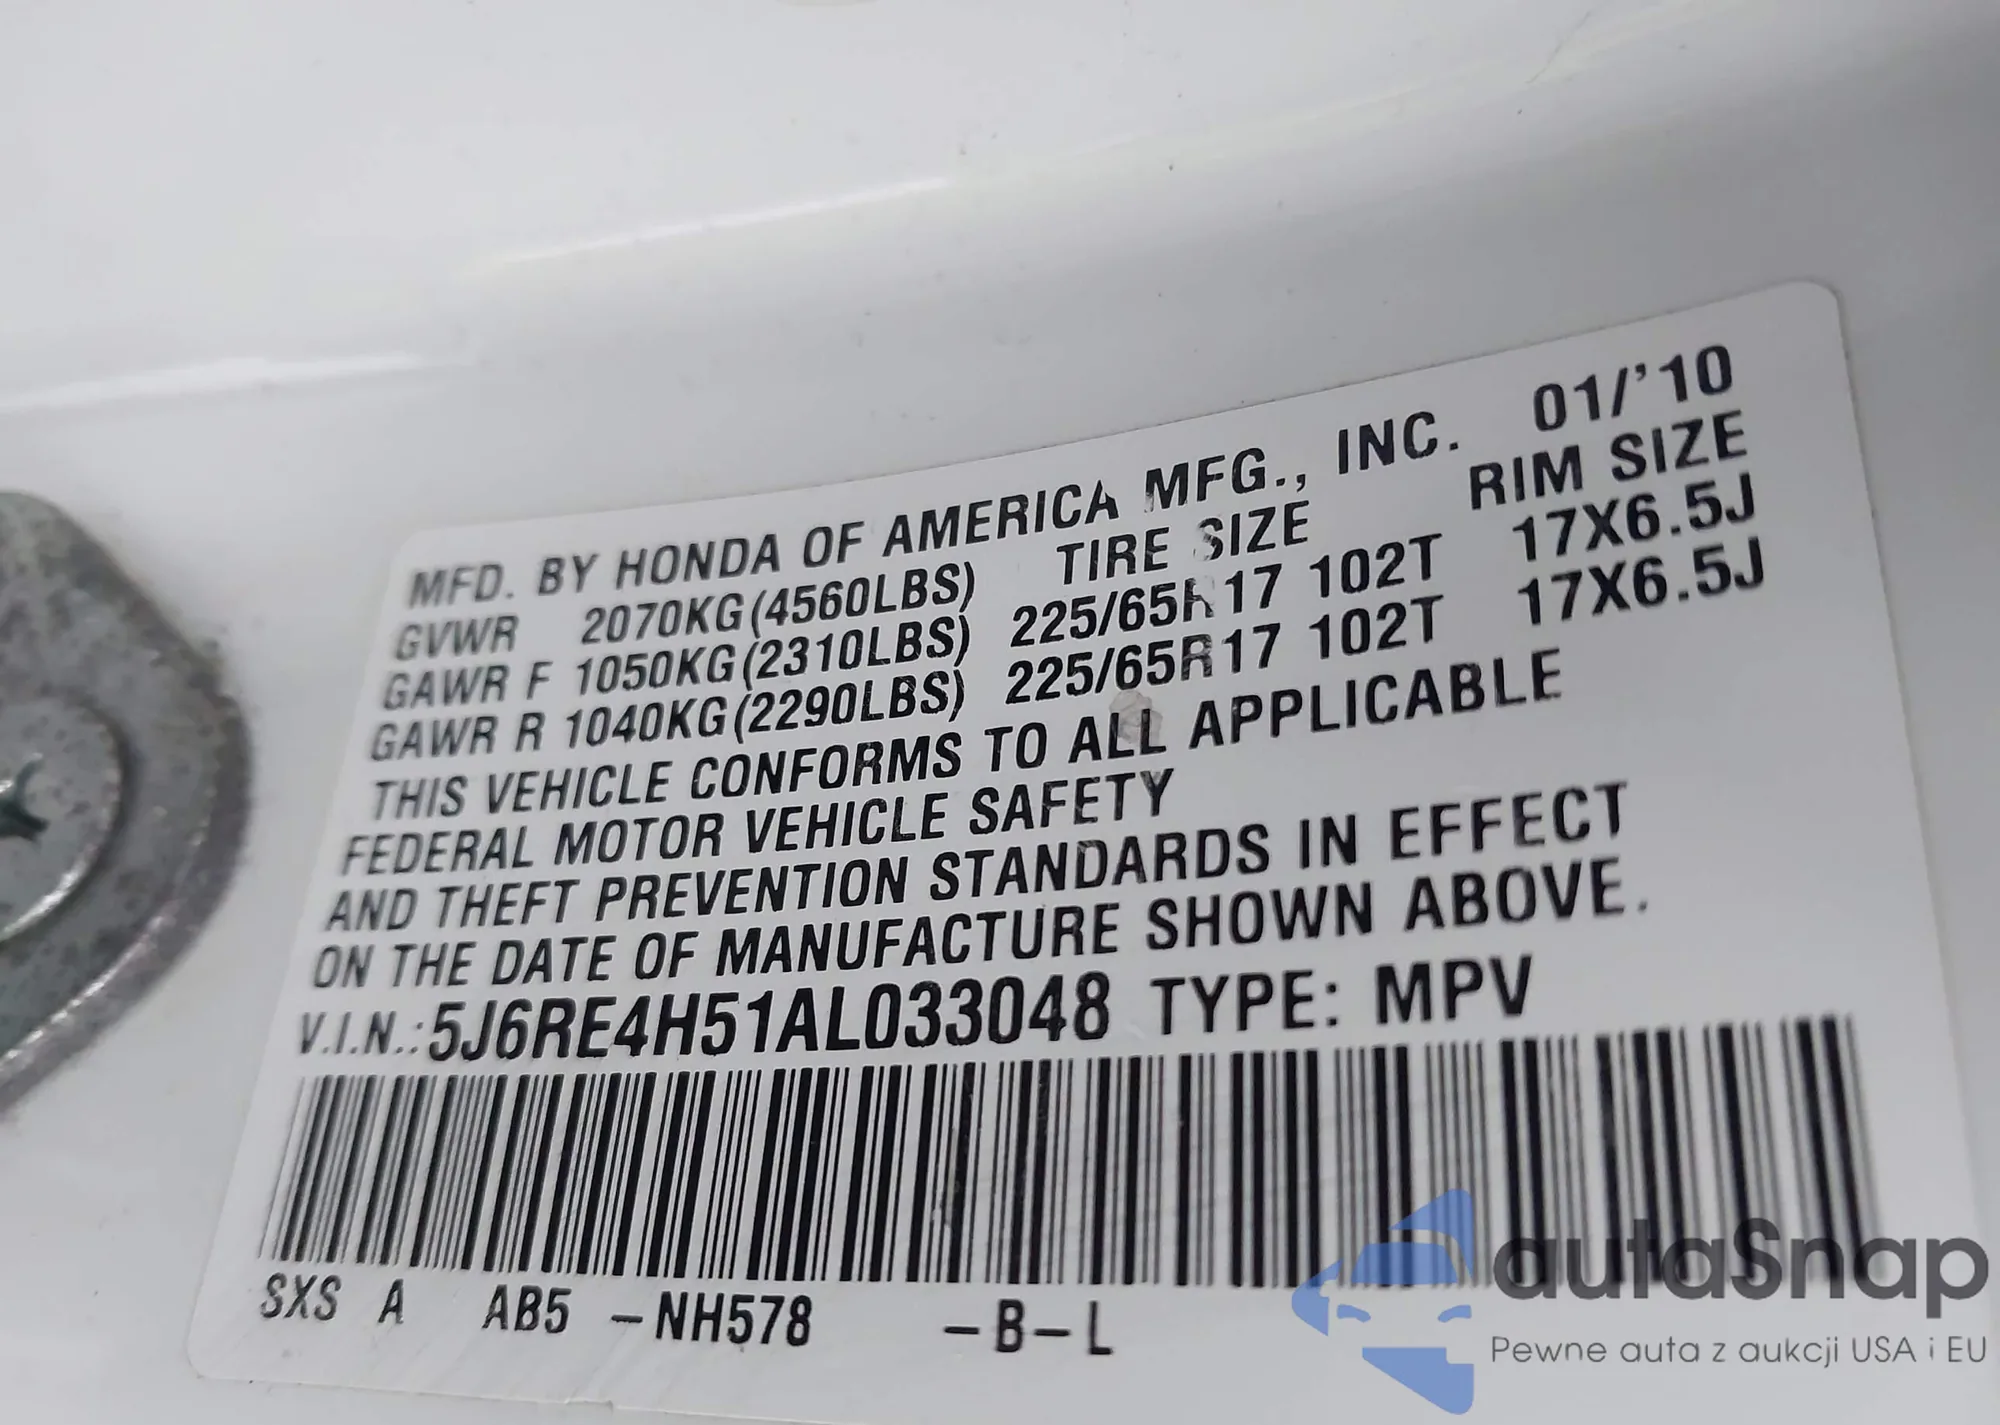 MFD. BY HONDA OF AMERICA MFG., INC. 01/'10
GVWR 2070KG(4560LBS) TIRE SIZE RIM SIZE
GAWR F 1050KG(2310LBS) 225/65R17 102T 17X6.5J
GAWR R 1040KG(2290LBS) 225/65R17 102T 17X6.5J
THIS VEHICLE CONFORMS TO ALL APPLICABLE
FEDERAL MOTOR VEHICLE SAFETY
AND THEFT PREVENTION STANDARDS IN EFFECT
ON THE DATE OF MANUFACTURE SHOWN ABOVE.
V.I.N.:5J6RE4H51AL033048 TYPE: MPV
SXS A AB5 -NH578 -B-L
autaSnap
Pewne auta z aukcji USA i EU